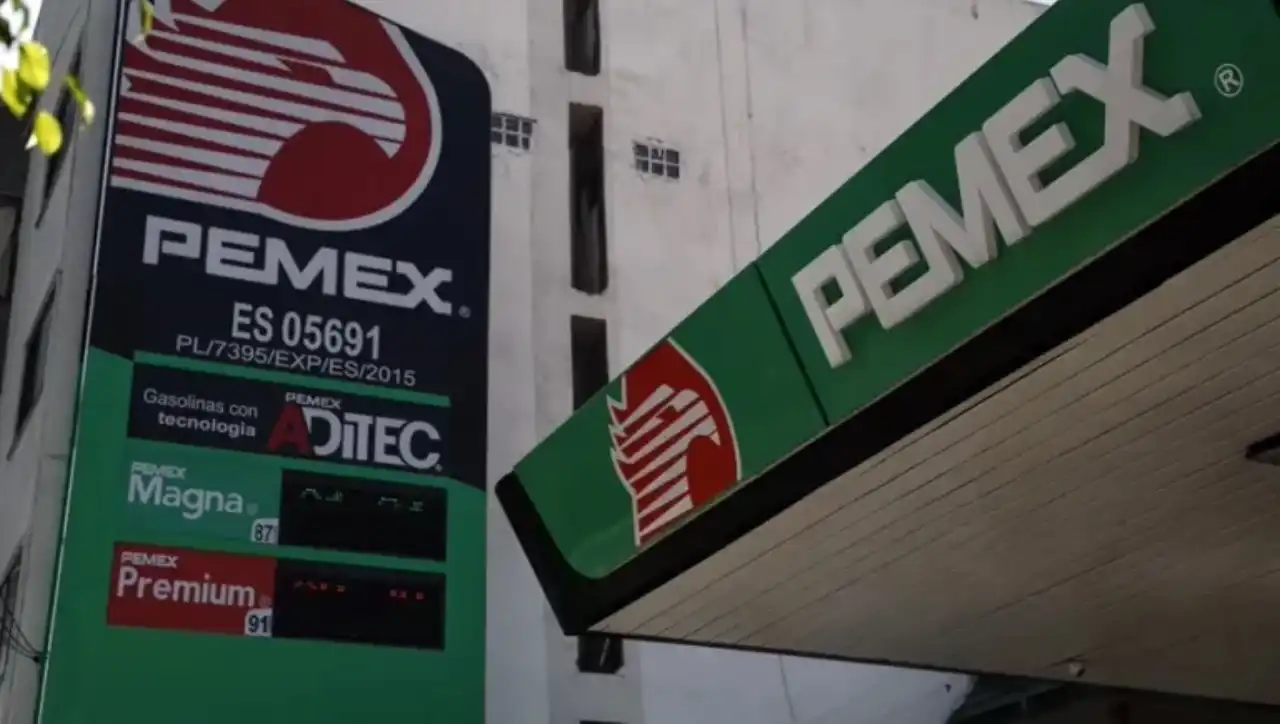 PEMEX®
ES 05691
PL/7395/EXP/ES/2015
Gasolinas con
tecnologia
PEMEX
ADiTEC®
PEMEX
Magna®
87
PEMEX
Premium®
91
PEMEX®